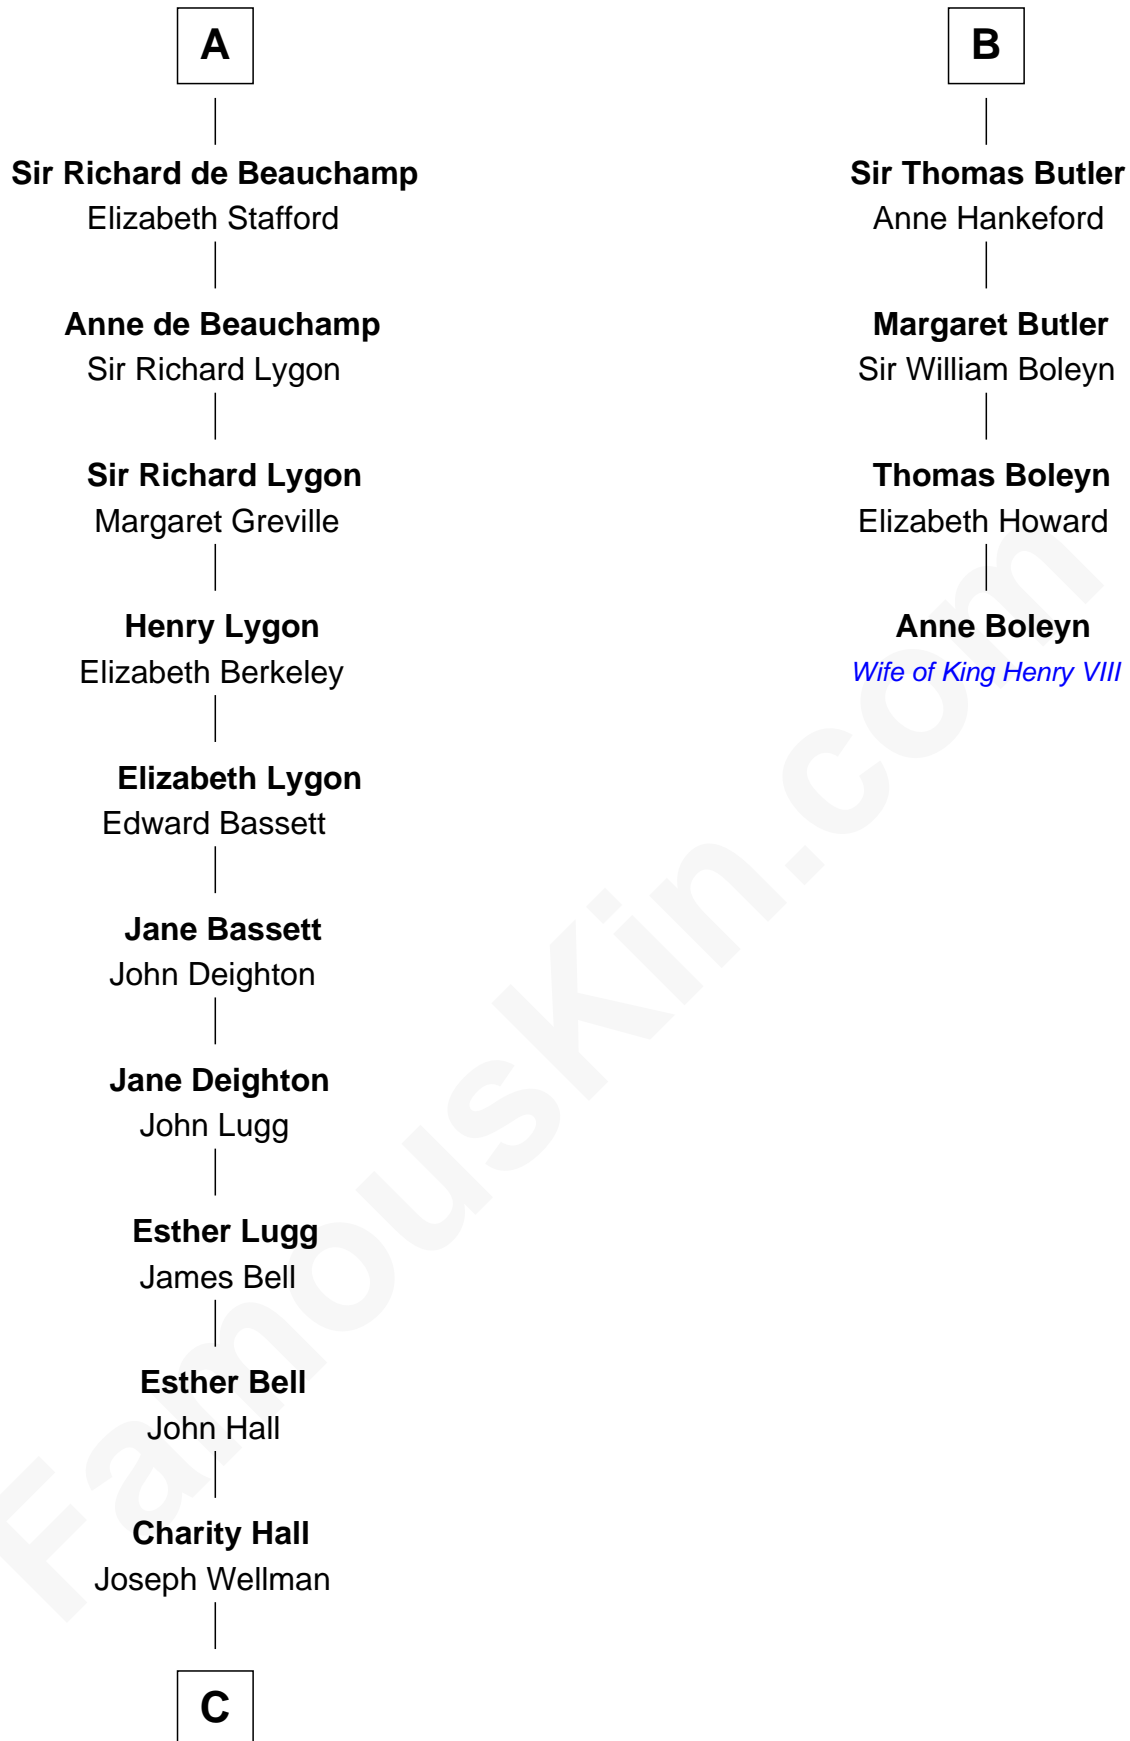 A
Sir Richard de Beauchamp
Elizabeth Stafford
Anne de Beauchamp
Sir Richard Lygon
Sir Richard Lygon
Margaret Greville
Henry Lygon
Elizabeth Berkeley
Elizabeth Lygon
Edward Bassett
Jane Bassett
John Deighton
Jane Deighton
John Lugg
Esther Lugg
James Bell
Esther Bell
John Hall
Charity Hall
Joseph Wellman
C
B
Sir Thomas Butler
Anne Hankeford
Margaret Butler
Sir William Boleyn
Thomas Boleyn
Elizabeth Howard
Anne Boleyn
Wife of King Henry VIII
FamousKin.com